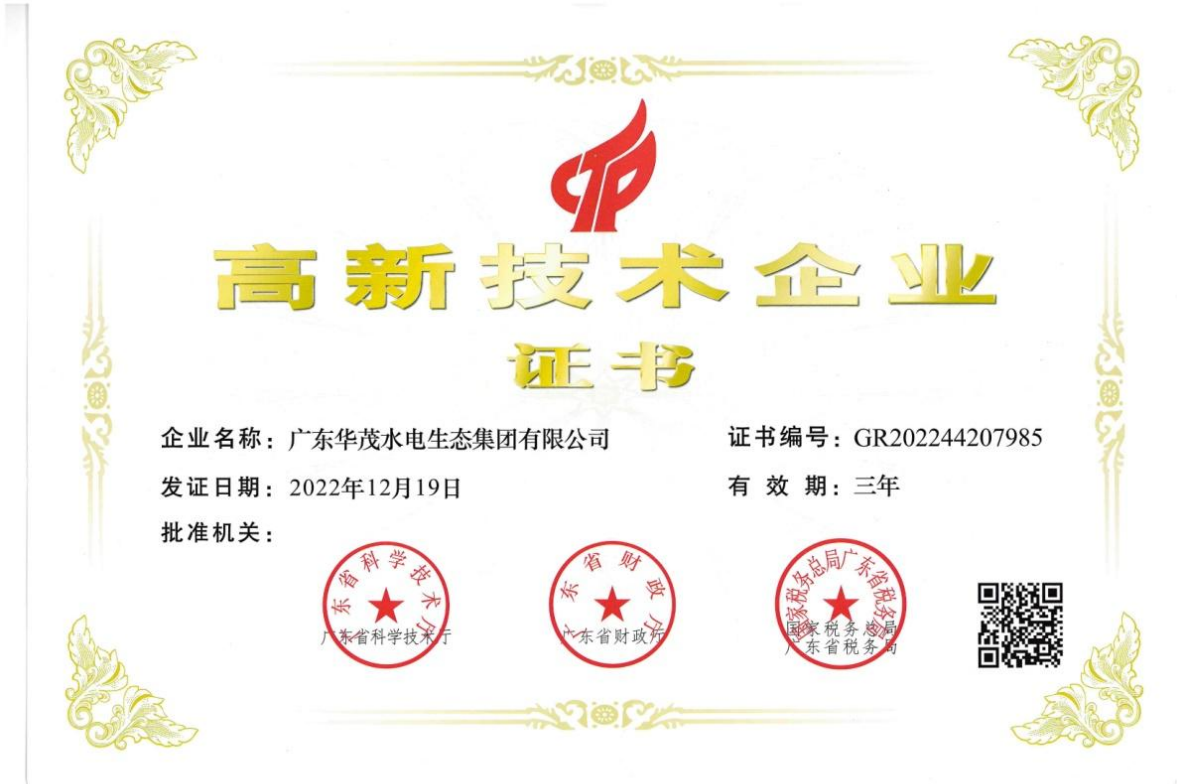 高新技术企业
证书
企业名称：广东华茂水电生态集团有限公司
证书编号：GR202244207985
发证日期：2022年12月19日
有效期：三年
批准机关：
广东省科学技术厅
广东省科学技术厅
广东省财政厅
广东省财政厅
国家税务总局广东省税务局
国家税务总局
广东省税务局